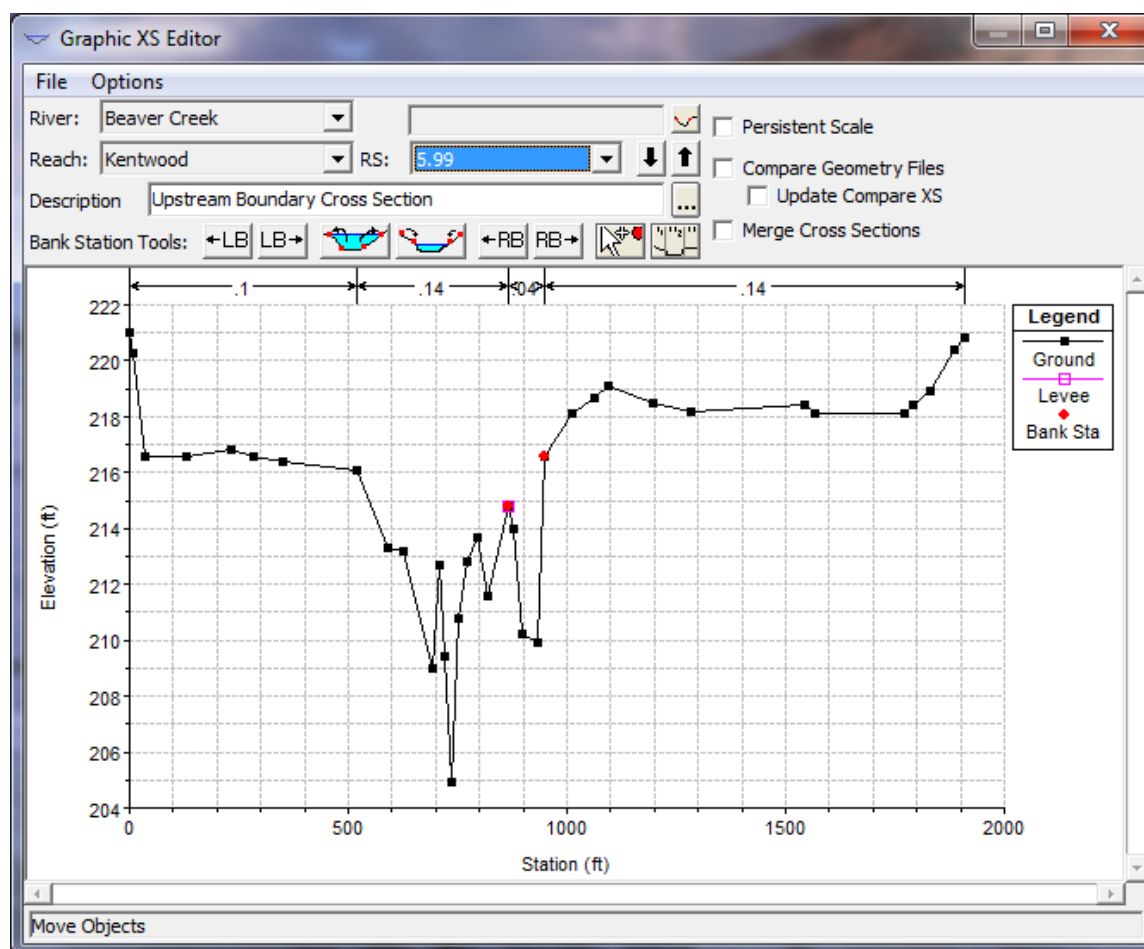 Graphic XS Editor
File Options
River: Beaver Creek
Persistent Scale
Reach: Kentwood RS: 5.99
Compare Geometry Files
Update Compare XS
Description Upstream Boundary Cross Section ...
Merge Cross Sections
Bank Station Tools: LB LB RB RB
.1 .14 .04 .14
222
220
218
216
214
212
210
208
206
204
Elevation (ft)
0 500 1000 1500 2000
Station (ft)
Legend
Ground
Levee
Bank Sta
Move Objects